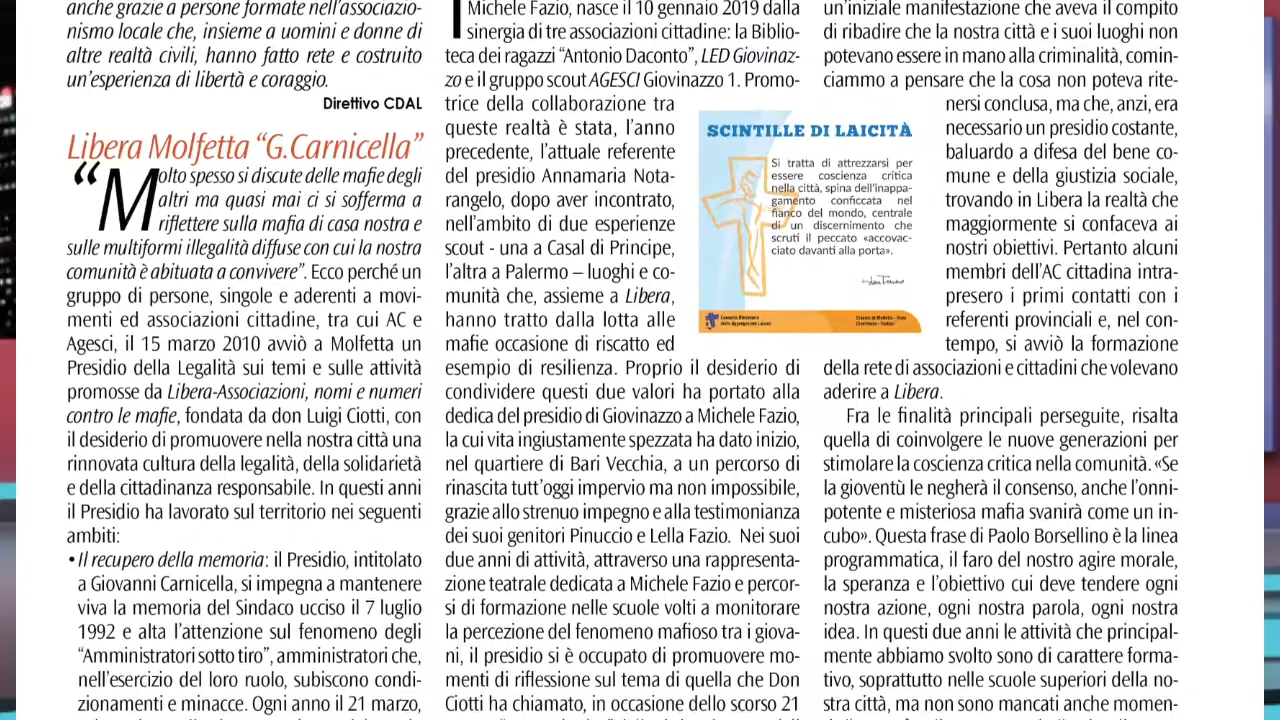 anche grazie a persone formate nell'associazio-
nismo locale che, insieme a uomini e donne di
altre realtà civili, hanno fatto rete e costruito
un'esperienza di libertà e coraggio.
Direttivo CDAL
Libera Molfetta “G.Carnicella”
“Molto spesso si discute delle mafie degli
altri ma quasi mai ci si sofferma a
riflettere sulla mafia di casa nostra e
sulle multiformi illegalità diffuse con cui la nostra
comunità è abituata a convivere”. Ecco perché un
gruppo di persone, singole e aderenti a movi-
menti ed associazioni cittadine, tra cui AC e
Agesci, il 15 marzo 2010 avviò a Molfetta un
Presidio della Legalità sui temi e sulle attività
promosse da Libera-Associazioni, nomi e numeri
contro le mafie, fondata da don Luigi Ciotti, con
il desiderio di promuovere nella nostra città una
rinnovata cultura della legalità, della solidarietà
e della cittadinanza responsabile. In questi anni
il Presidio ha lavorato sul territorio nei seguenti
ambiti:
• Il recupero della memoria: il Presidio, intitolato
a Giovanni Carnicella, si impegna a mantenere
viva la memoria del Sindaco ucciso il 7 luglio
1992 e alta l'attenzione sul fenomeno degli
“Amministratori sotto tiro”, amministratori che,
nell'esercizio del loro ruolo, subiscono condi-
zionamenti e minacce. Ogni anno il 21 marzo,
Michele Fazio, nasce il 10 gennaio 2019 dalla
sinergia di tre associazioni cittadine: la Biblio-
teca dei ragazzi “Antonio Daconto”, LED Giovinaz-
zo e il gruppo scout AGESCI Giovinazzo 1. Promo-
trice della collaborazione tra
queste realtà è stata, l'anno
precedente, l'attuale referente
del presidio Annamaria Nota-
rangelo, dopo aver incontrato,
nell'ambito di due esperienze
scout - una a Casal di Principe,
l'altra a Palermo – luoghi e co-
munità che, assieme a Libera,
hanno tratto dalla lotta alle
mafie occasione di riscatto ed
esempio di resilienza. Proprio il desiderio di
condividere questi due valori ha portato alla
dedica del presidio di Giovinazzo a Michele Fazio,
la cui vita ingiustamente spezzata ha dato inizio,
nel quartiere di Bari Vecchia, a un percorso di
rinascita tutt'oggi impervio ma non impossibile,
grazie allo strenuo impegno e alla testimonianza
dei suoi genitori Pinuccio e Lella Fazio. Nei suoi
due anni di attività, attraverso una rappresenta-
zione teatrale dedicata a Michele Fazio e percor-
si di formazione nelle scuole volti a monitorare
la percezione del fenomeno mafioso tra i giova-
ni, il presidio si è occupato di promuovere mo-
menti di riflessione sul tema di quella che Don
Ciotti ha chiamato, in occasione dello scorso 21
SCINTILLE DI LAICITÀ
Si tratta di attrezzarsi per
essere coscienza critica
nella città, spina dell'inappa-
gamento conficcata nel
fianco del mondo, centrale
di un discernimento che
scruti il peccato «accovac-
ciato davanti alla porta».
un'iniziale manifestazione che aveva il compito
di ribadire che la nostra città e i suoi luoghi non
potevano essere in mano alla criminalità, comin-
ciammo a pensare che la cosa non poteva rite-
nersi conclusa, ma che, anzi, era
necessario un presidio costante,
baluardo a difesa del bene co-
mune e della giustizia sociale,
trovando in Libera la realtà che
maggiormente si confaceva ai
nostri obiettivi. Pertanto alcuni
membri dell'AC cittadina intra-
presero i primi contatti con i
referenti provinciali e, nel con-
tempo, si avviò la formazione
della rete di associazioni e cittadini che volevano
aderire a Libera.
Fra le finalità principali perseguite, risalta
quella di coinvolgere le nuove generazioni per
stimolare la coscienza critica nella comunità. «Se
la gioventù le negherà il consenso, anche l'onni-
potente e misteriosa mafia svanirà come un in-
cubo». Questa frase di Paolo Borsellino è la linea
programmatica, il faro del nostro agire morale,
la speranza e l'obiettivo cui deve tendere ogni
nostra azione, ogni nostra parola, ogni nostra
idea. In questi due anni le attività che principal-
mente abbiamo svolto sono di carattere forma-
tivo, soprattutto nelle scuole superiori della no-
stra città, ma non sono mancati anche momen-